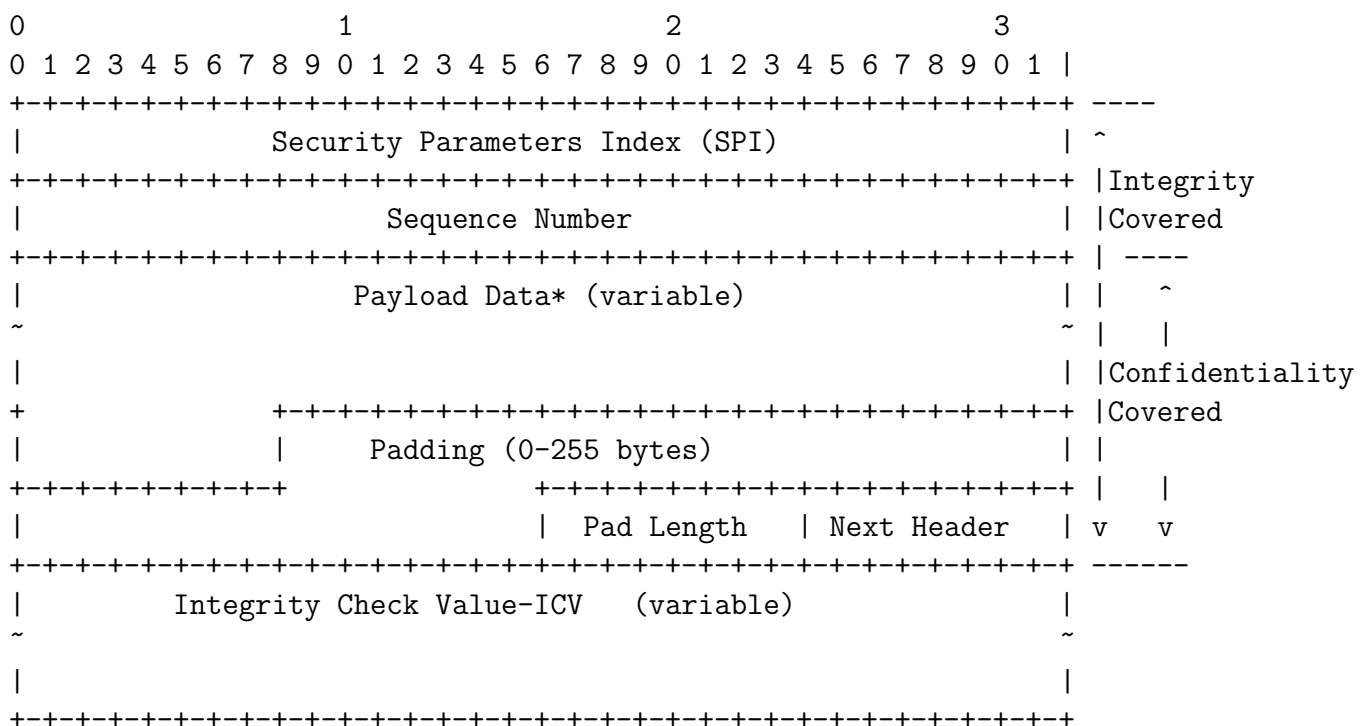 0                   1                   2                   3
0 1 2 3 4 5 6 7 8 9 0 1 2 3 4 5 6 7 8 9 0 1 2 3 4 5 6 7 8 9 0 1 |
+-+-+-+-+-+-+-+-+-+-+-+-+-+-+-+-+-+-+-+-+-+-+-+-+-+-+-+-+-+-+-+-+ ----
|               Security Parameters Index (SPI)                 | ^
+-+-+-+-+-+-+-+-+-+-+-+-+-+-+-+-+-+-+-+-+-+-+-+-+-+-+-+-+-+-+-+-+ |Integrity
|                      Sequence Number                          | |Covered
+-+-+-+-+-+-+-+-+-+-+-+-+-+-+-+-+-+-+-+-+-+-+-+-+-+-+-+-+-+-+-+-+ | ----
|                    Payload Data* (variable)                   | |   ^
~                                                               ~ |   |
|                                                               | |Confidentiality
+               +-+-+-+-+-+-+-+-+-+-+-+-+-+-+-+-+-+-+-+-+-+-+-+-+ |Covered
|               |     Padding (0-255 bytes)                     | |
+-+-+-+-+-+-+-+-+               +-+-+-+-+-+-+-+-+-+-+-+-+-+-+-+-+ |   |
|                               |  Pad Length   | Next Header   | v   v
+-+-+-+-+-+-+-+-+-+-+-+-+-+-+-+-+-+-+-+-+-+-+-+-+-+-+-+-+-+-+-+-+ ------
|         Integrity Check Value-ICV   (variable)                |
~                                                               ~
|                                                               |
+-+-+-+-+-+-+-+-+-+-+-+-+-+-+-+-+-+-+-+-+-+-+-+-+-+-+-+-+-+-+-+-+